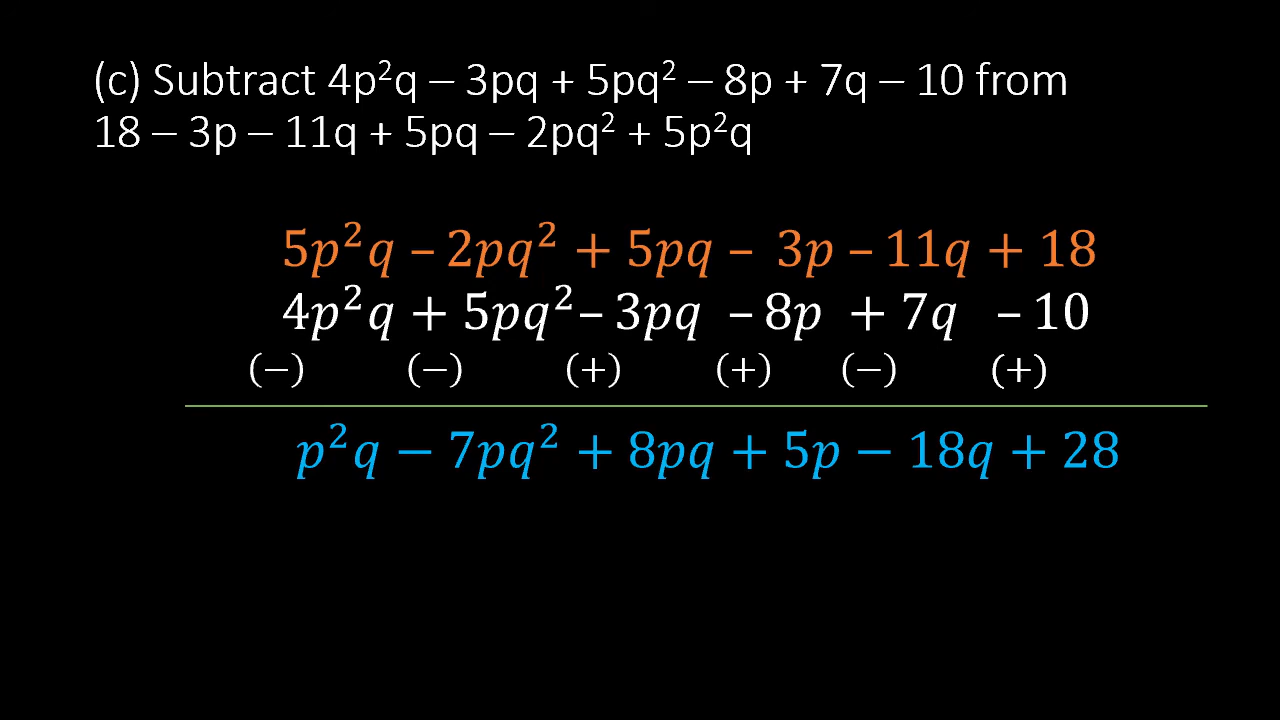 (c) Subtract 4p²q – 3pq + 5pq² – 8p + 7q – 10 from
18 – 3p – 11q + 5pq – 2pq² + 5p²q
5p²q – 2pq² + 5pq – 3p – 11q + 18
4p²q + 5pq² – 3pq – 8p + 7q – 10
(−) (−) (+) (+) (−) (+)
p²q − 7pq² + 8pq + 5p − 18q + 28